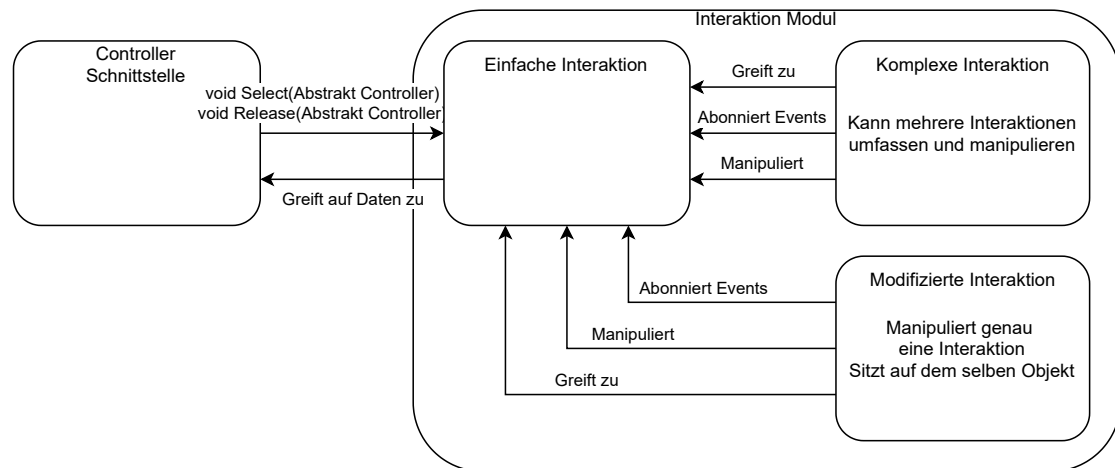 Interaktion Modul
Controller
Schnittstelle
void Select(Abstrakt Controller)
void Release(Abstrakt Controller)
Greift auf Daten zu
Einfache Interaktion
Greift zu
Abonniert Events
Manipuliert
Komplexe Interaktion
Kann mehrere Interaktionen
umfassen und manipulieren
Abonniert Events
Manipuliert
Greift zu
Modifizierte Interaktion
Manipuliert genau
eine Interaktion
Sitzt auf dem selben Objekt